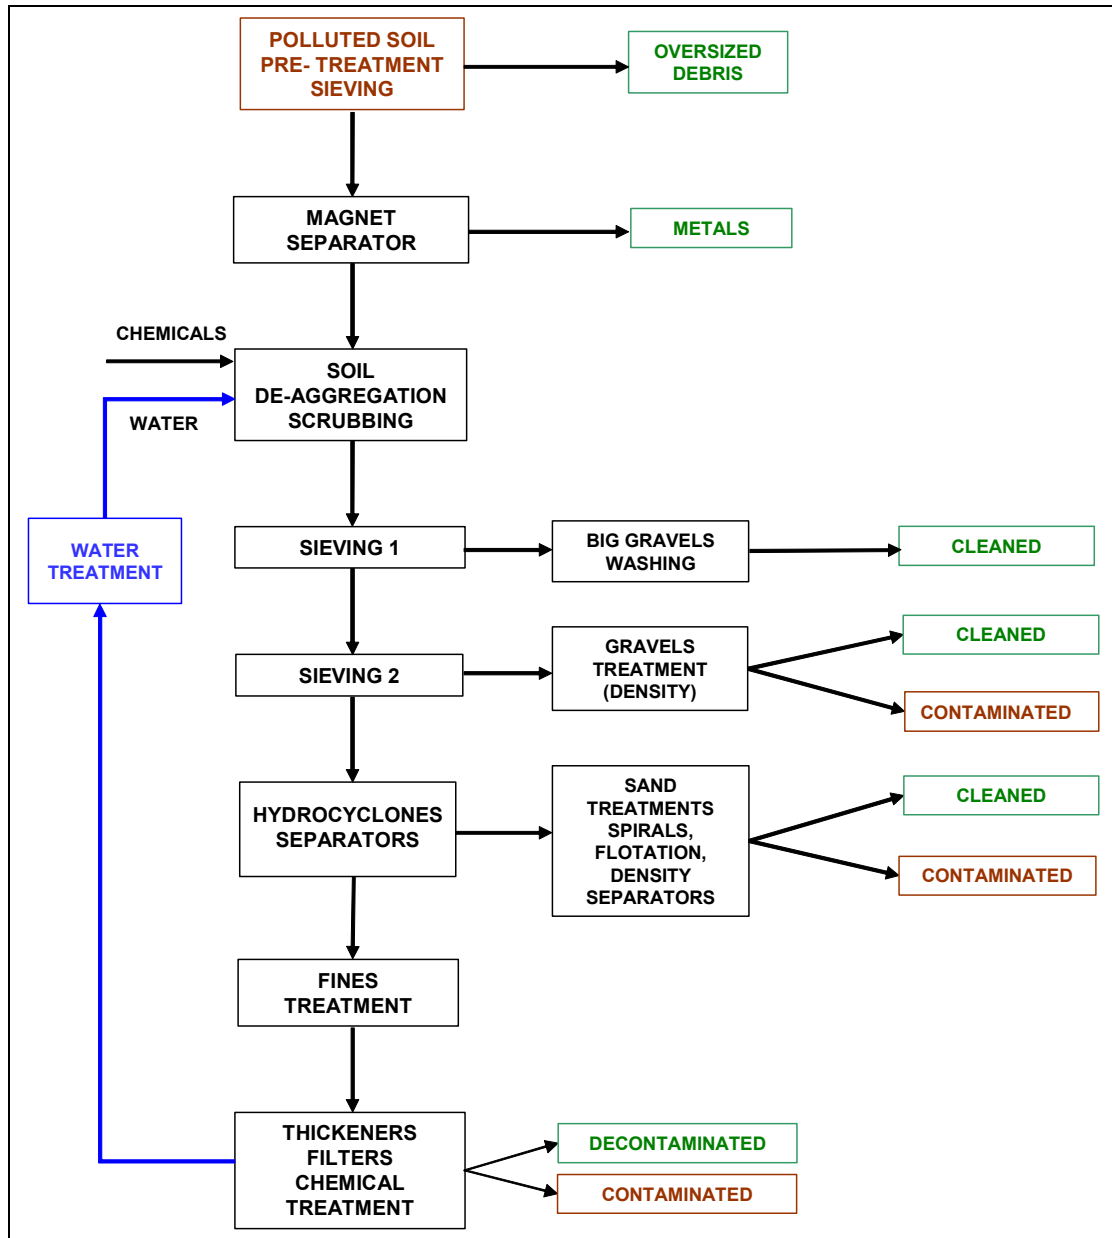 POLLUTED SOIL
PRE- TREATMENT
SIEVING
OVERSIZED
DEBRIS
MAGNET
SEPARATOR
METALS
CHEMICALS
WATER
SOIL
DE-AGGREGATION
SCRUBBING
WATER
TREATMENT
SIEVING 1
BIG GRAVELS
WASHING
CLEANED
SIEVING 2
GRAVELS
TREATMENT
(DENSITY)
CLEANED
CONTAMINATED
HYDROCYCLONES
SEPARATORS
SAND
TREATMENTS
SPIRALS,
FLOTATION,
DENSITY
SEPARATORS
CLEANED
CONTAMINATED
FINES
TREATMENT
THICKENERS
FILTERS
CHEMICAL
TREATMENT
DECONTAMINATED
CONTAMINATED